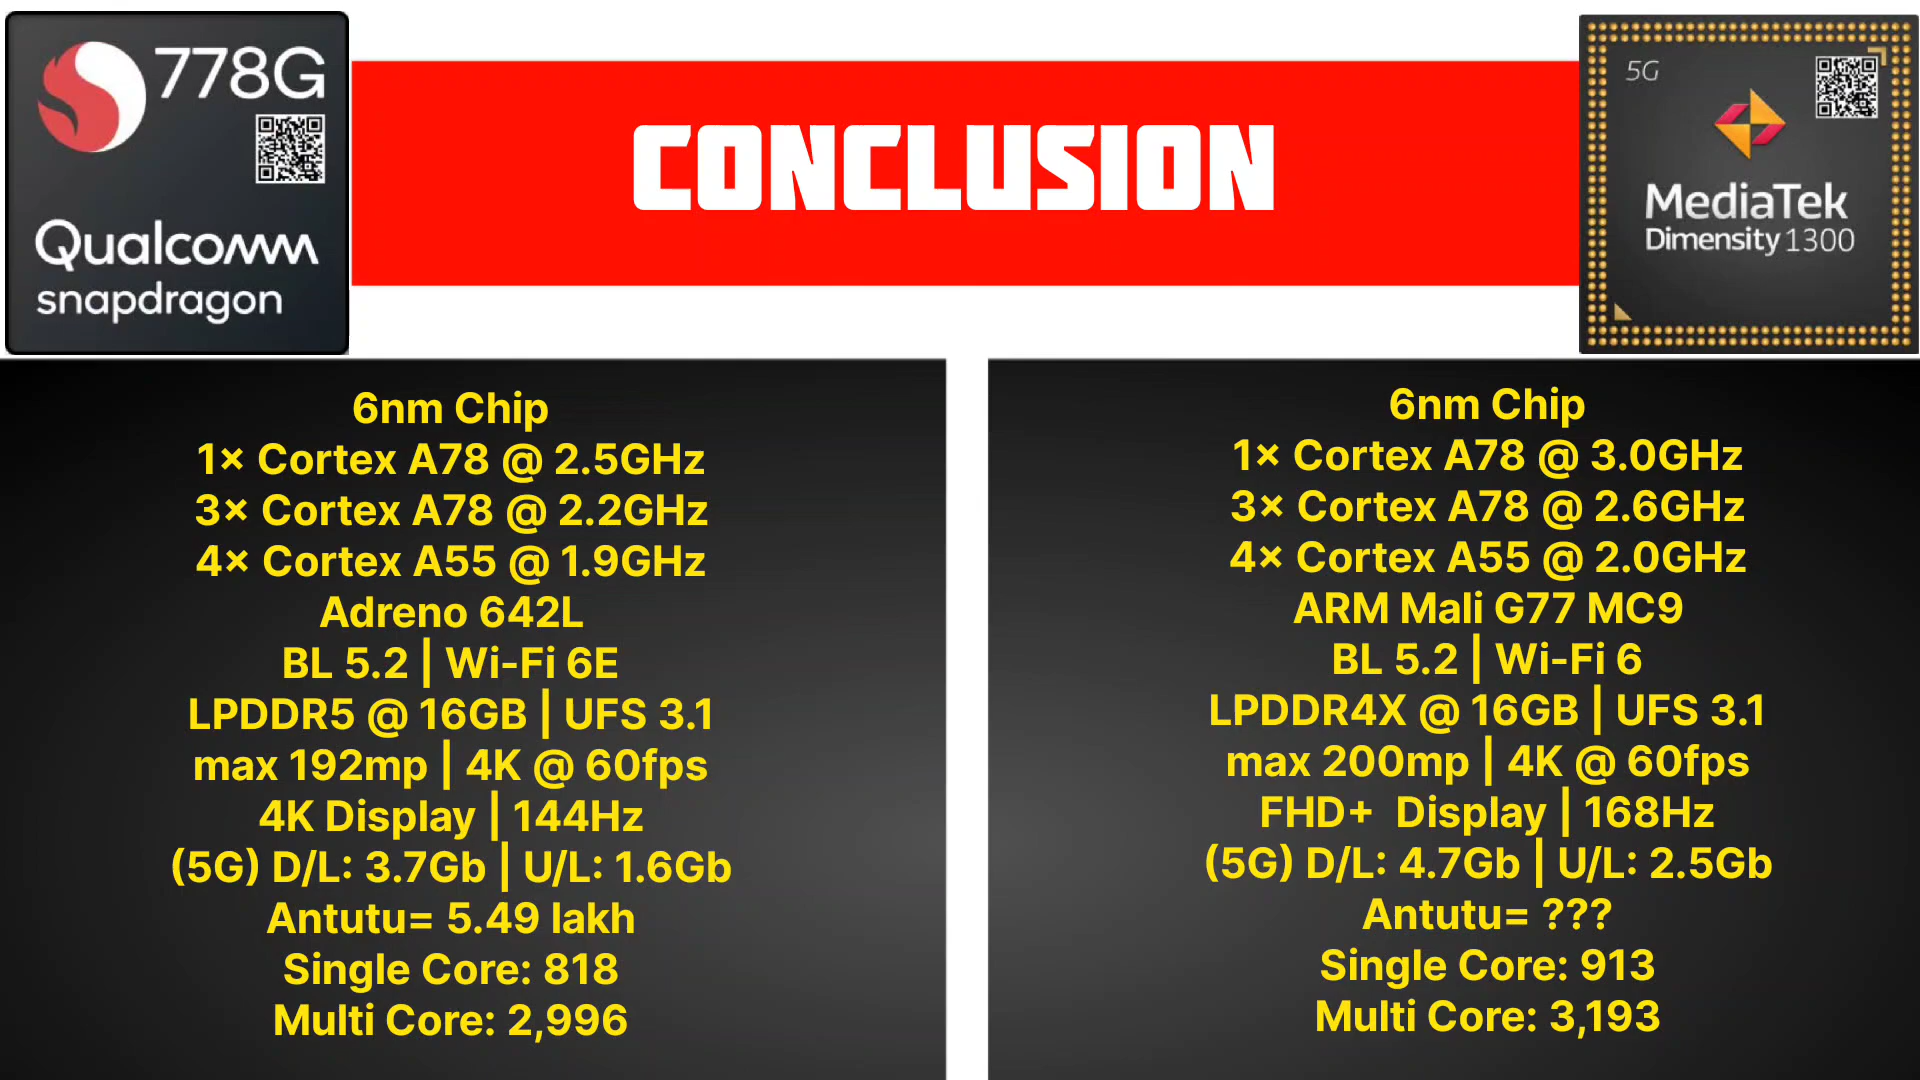 778G
Qualcomm
snapdragon
CONCLUSION
5G
MediaTek
Dimensity 1300
6nm Chip
1× Cortex A78 @ 2.5GHz
3× Cortex A78 @ 2.2GHz
4× Cortex A55 @ 1.9GHz
Adreno 642L
BL 5.2 | Wi-Fi 6E
LPDDR5 @ 16GB | UFS 3.1
max 192mp | 4K @ 60fps
4K Display | 144Hz
(5G) D/L: 3.7Gb | U/L: 1.6Gb
Antutu= 5.49 lakh
Single Core: 818
Multi Core: 2,996
6nm Chip
1× Cortex A78 @ 3.0GHz
3× Cortex A78 @ 2.6GHz
4× Cortex A55 @ 2.0GHz
ARM Mali G77 MC9
BL 5.2 | Wi-Fi 6
LPDDR4X @ 16GB | UFS 3.1
max 200mp | 4K @ 60fps
FHD+  Display | 168Hz
(5G) D/L: 4.7Gb | U/L: 2.5Gb
Antutu= ???
Single Core: 913
Multi Core: 3,193